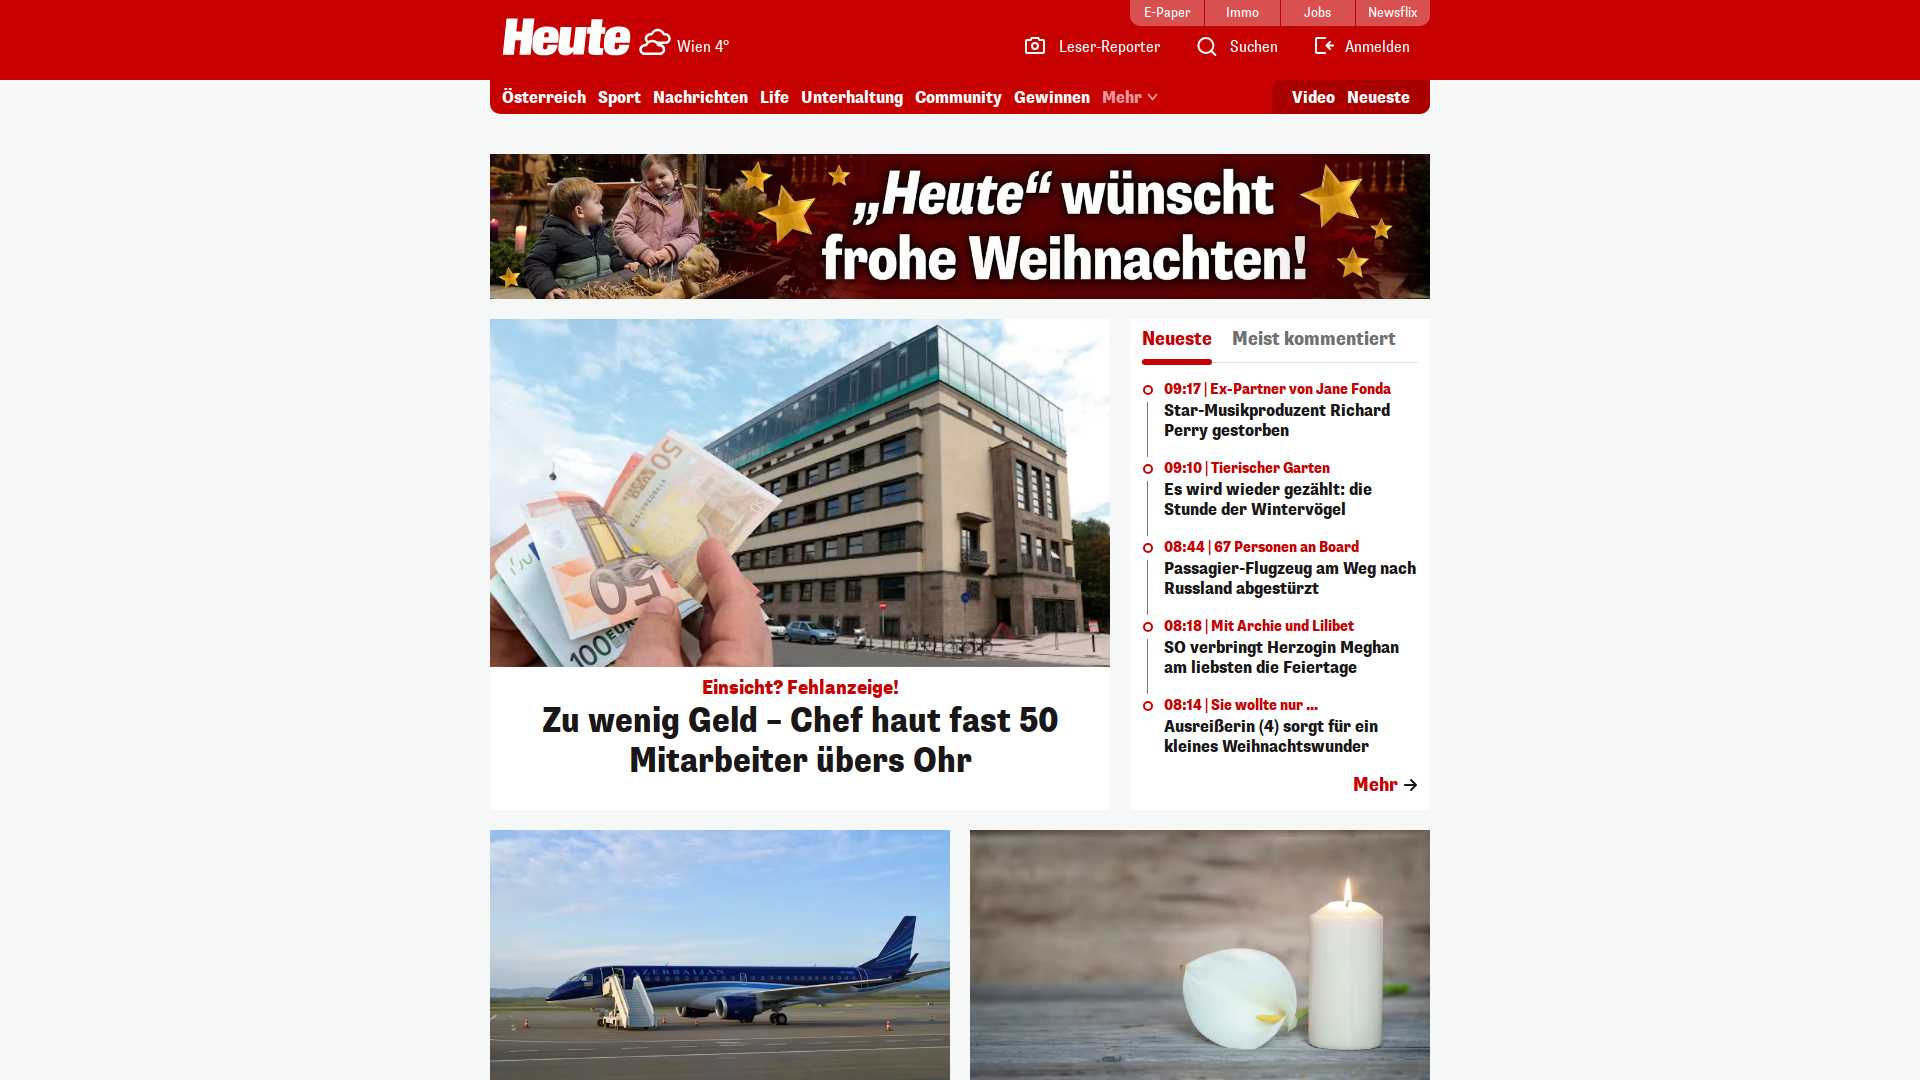 E-Paper Immo Jobs Newsflix
Heute Wien 4° Leser-Reporter Suchen Anmelden
Österreich Sport Nachrichten Life Unterhaltung Community Gewinnen Mehr Video Neueste
„Heute“ wünscht
frohe Weihnachten!
Einsicht? Fehlanzeige!
Zu wenig Geld – Chef haut fast 50
Mitarbeiter übers Ohr
Neueste Meist kommentiert
09:17 | Ex-Partner von Jane Fonda
Star-Musikproduzent Richard
Perry gestorben
09:10 | Tierischer Garten
Es wird wieder gezählt: die
Stunde der Wintervögel
08:44 | 67 Personen an Board
Passagier-Flugzeug am Weg nach
Russland abgestürzt
08:18 | Mit Archie und Lilibet
SO verbringt Herzogin Meghan
am liebsten die Feiertage
08:14 | Sie wollte nur ...
Ausreißerin (4) sorgt für ein
kleines Weihnachtswunder
Mehr
50
50
100 EURO
AZERBAIJAN